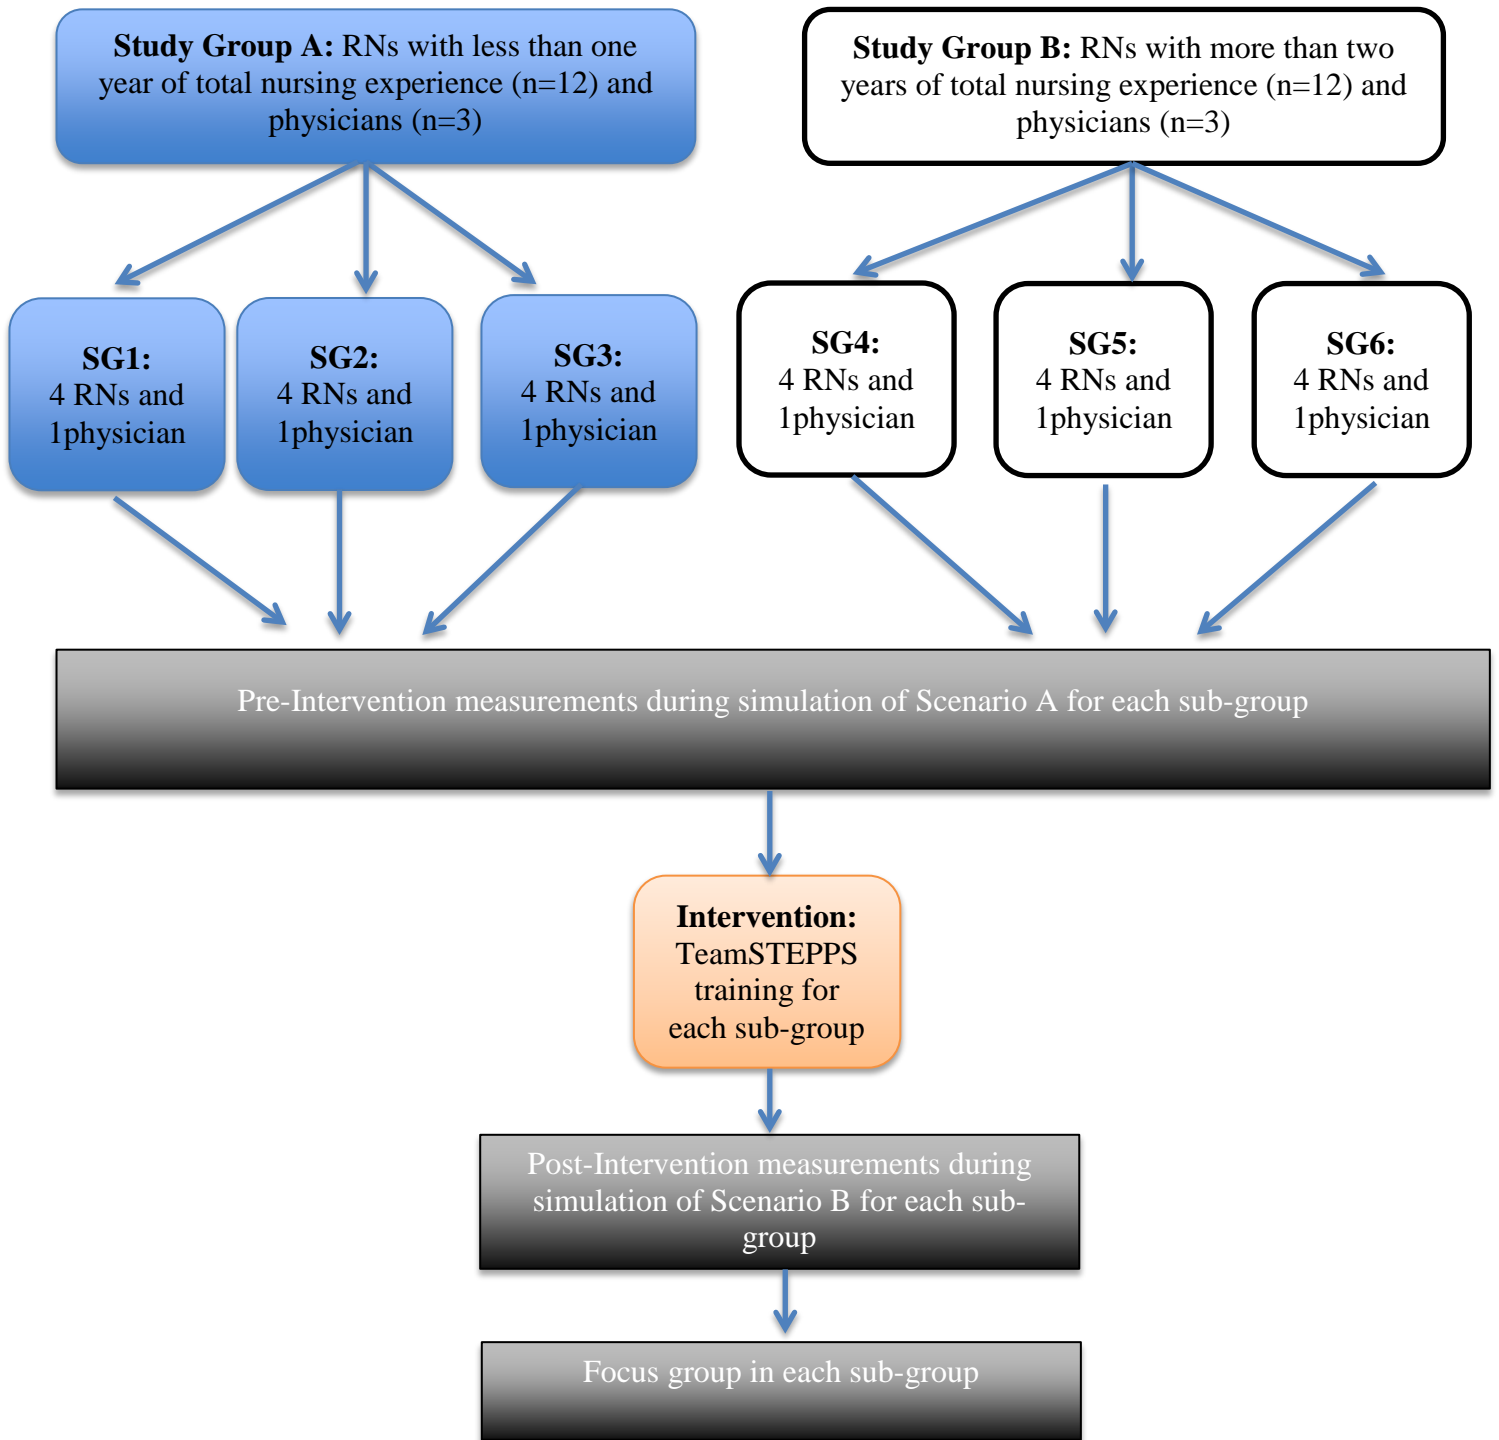 Study Group A: RNs with less than one
year of total nursing experience (n=12) and
physicians (n=3)
Study Group B: RNs with more than two
years of total nursing experience (n=12) and
physicians (n=3)
SG1:
4 RNs and
1physician
SG2:
4 RNs and
1physician
SG3:
4 RNs and
1physician
SG4:
4 RNs and
1physician
SG5:
4 RNs and
1physician
SG6:
4 RNs and
1physician
Pre-Intervention measurements during simulation of Scenario A for each sub-group
Intervention:
TeamSTEPPS
training for
each sub-group
Post-Intervention measurements during
simulation of Scenario B for each sub-
group
Focus group in each sub-group